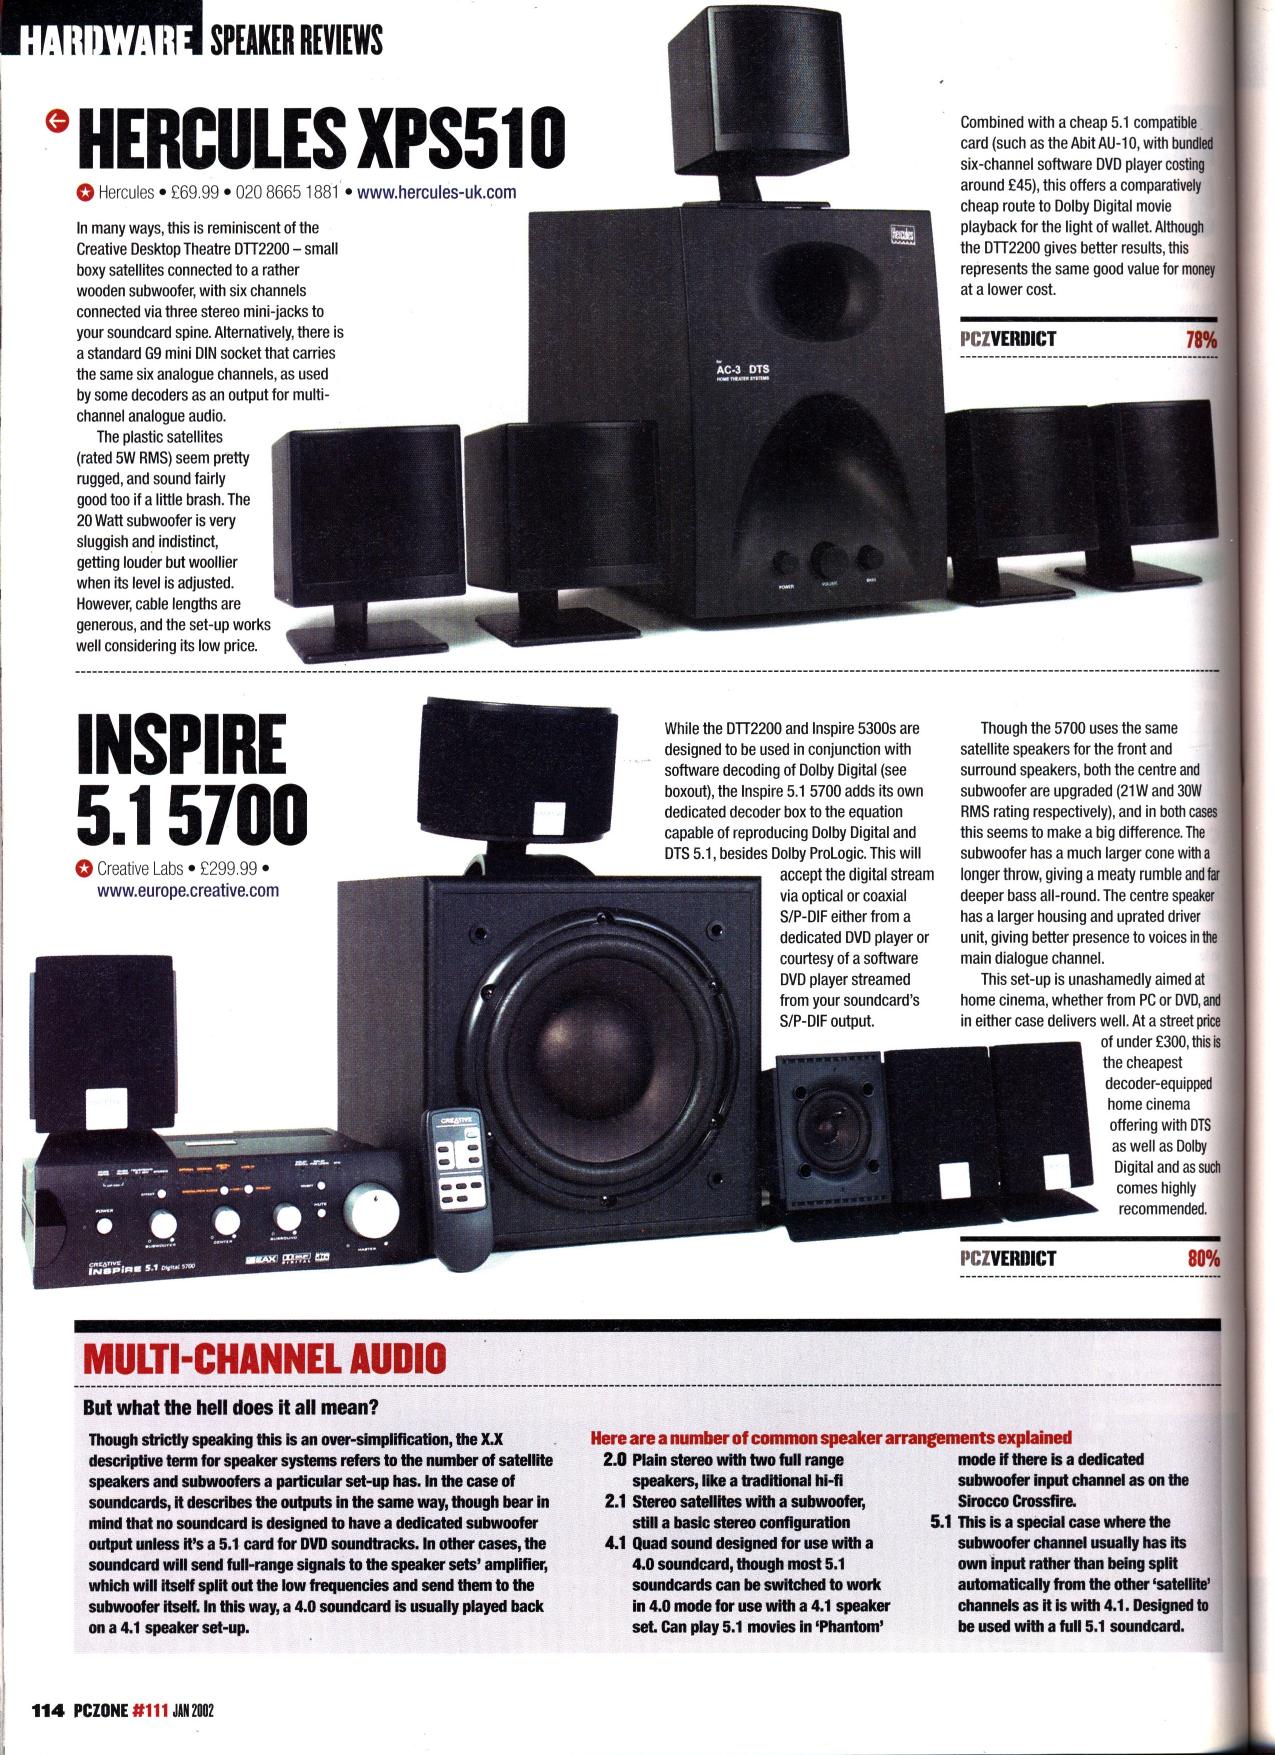 HARDWARE SPEAKER REVIEWS
HERCULES XPS510
Hercules • £69.99 • 020 8665 1881 • www.hercules-uk.com
In many ways, this is reminiscent of the
Creative Desktop Theatre DTT2200 – small
boxy satellites connected to a rather
wooden subwoofer, with six channels
connected via three stereo mini-jacks to
your soundcard spine. Alternatively, there is
a standard G9 mini DIN socket that carries
the same six analogue channels, as used
by some decoders as an output for multi-
channel analogue audio.
The plastic satellites
(rated 5W RMS) seem pretty
rugged, and sound fairly
good too if a little brash. The
20 Watt subwoofer is very
sluggish and indistinct,
getting louder but woollier
when its level is adjusted.
However, cable lengths are
generous, and the set-up works
well considering its low price.
Hercules
for
AC-3 DTS
HOME THEATER SYSTEMS
POWER
VOLUME
BASS
Combined with a cheap 5.1 compatible
card (such as the Abit AU-10, with bundled
six-channel software DVD player costing
around £45), this offers a comparatively
cheap route to Dolby Digital movie
playback for the light of wallet. Although
the DTT2200 gives better results, this
represents the same good value for money
at a lower cost.
PCZVERDICT 78%
INSPIRE
5.1 5700
Creative Labs • £299.99 •
www.europe.creative.com
While the DTT2200 and Inspire 5300s are
designed to be used in conjunction with
software decoding of Dolby Digital (see
boxout), the Inspire 5.1 5700 adds its own
dedicated decoder box to the equation
capable of reproducing Dolby Digital and
DTS 5.1, besides Dolby ProLogic. This will
accept the digital stream
via optical or coaxial
S/P-DIF either from a
dedicated DVD player or
courtesy of a software
DVD player streamed
from your soundcard's
S/P-DIF output.
Though the 5700 uses the same
satellite speakers for the front and
surround speakers, both the centre and
subwoofer are upgraded (21W and 30W
RMS rating respectively), and in both cases
this seems to make a big difference. The
subwoofer has a much larger cone with a
longer throw, giving a meaty rumble and far
deeper bass all-round. The centre speaker
has a larger housing and uprated driver
unit, giving better presence to voices in the
main dialogue channel.
This set-up is unashamedly aimed at
home cinema, whether from PC or DVD, and
in either case delivers well. At a street price
of under £300, this is
the cheapest
decoder-equipped
home cinema
offering with DTS
as well as Dolby
Digital and as such
comes highly
recommended.
PCZVERDICT 80%
CREATIVE
POWER
EFFECT
MUTE
SUBWOOFER
CENTER
SURROUND
MASTER
EAX
CREATIVE
INSPIRE 5.1 Digital 5700
MULTI-CHANNEL AUDIO
But what the hell does it all mean?
Though strictly speaking this is an over-simplification, the X.X
descriptive term for speaker systems refers to the number of satellite
speakers and subwoofers a particular set-up has. In the case of
soundcards, it describes the outputs in the same way, though bear in
mind that no soundcard is designed to have a dedicated subwoofer
output unless it's a 5.1 card for DVD soundtracks. In other cases, the
soundcard will send full-range signals to the speaker sets' amplifier,
which will itself split out the low frequencies and send them to the
subwoofer itself. In this way, a 4.0 soundcard is usually played back
on a 4.1 speaker set-up.
Here are a number of common speaker arrangements explained
2.0 Plain stereo with two full range
speakers, like a traditional hi-fi
2.1 Stereo satellites with a subwoofer,
still a basic stereo configuration
4.1 Quad sound designed for use with a
4.0 soundcard, though most 5.1
soundcards can be switched to work
in 4.0 mode for use with a 4.1 speaker
set. Can play 5.1 movies in 'Phantom'
mode if there is a dedicated
subwoofer input channel as on the
Sirocco Crossfire.
5.1 This is a special case where the
subwoofer channel usually has its
own input rather than being split
automatically from the other 'satellite'
channels as it is with 4.1. Designed to
be used with a full 5.1 soundcard.
114 PCZONE #111 JAN 2002